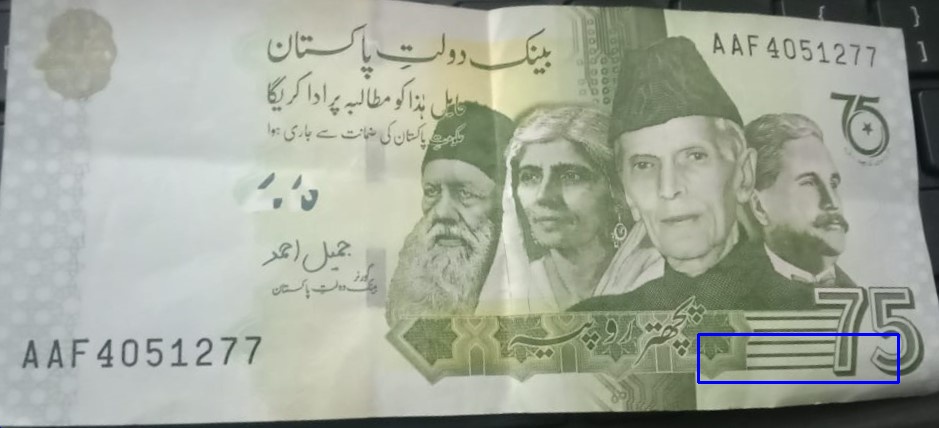 بینک دولتِ پاکستان
AAF4051277
حاملِ ہٰذا کو مطالبہ پر ادا کریگا
حکومتِ پاکستان کی ضمانت سے جاری ہوا
75
جمیل احمد
گورنر
بینک دولتِ پاکستان
پچھتر روپیہ
75
AAF4051277